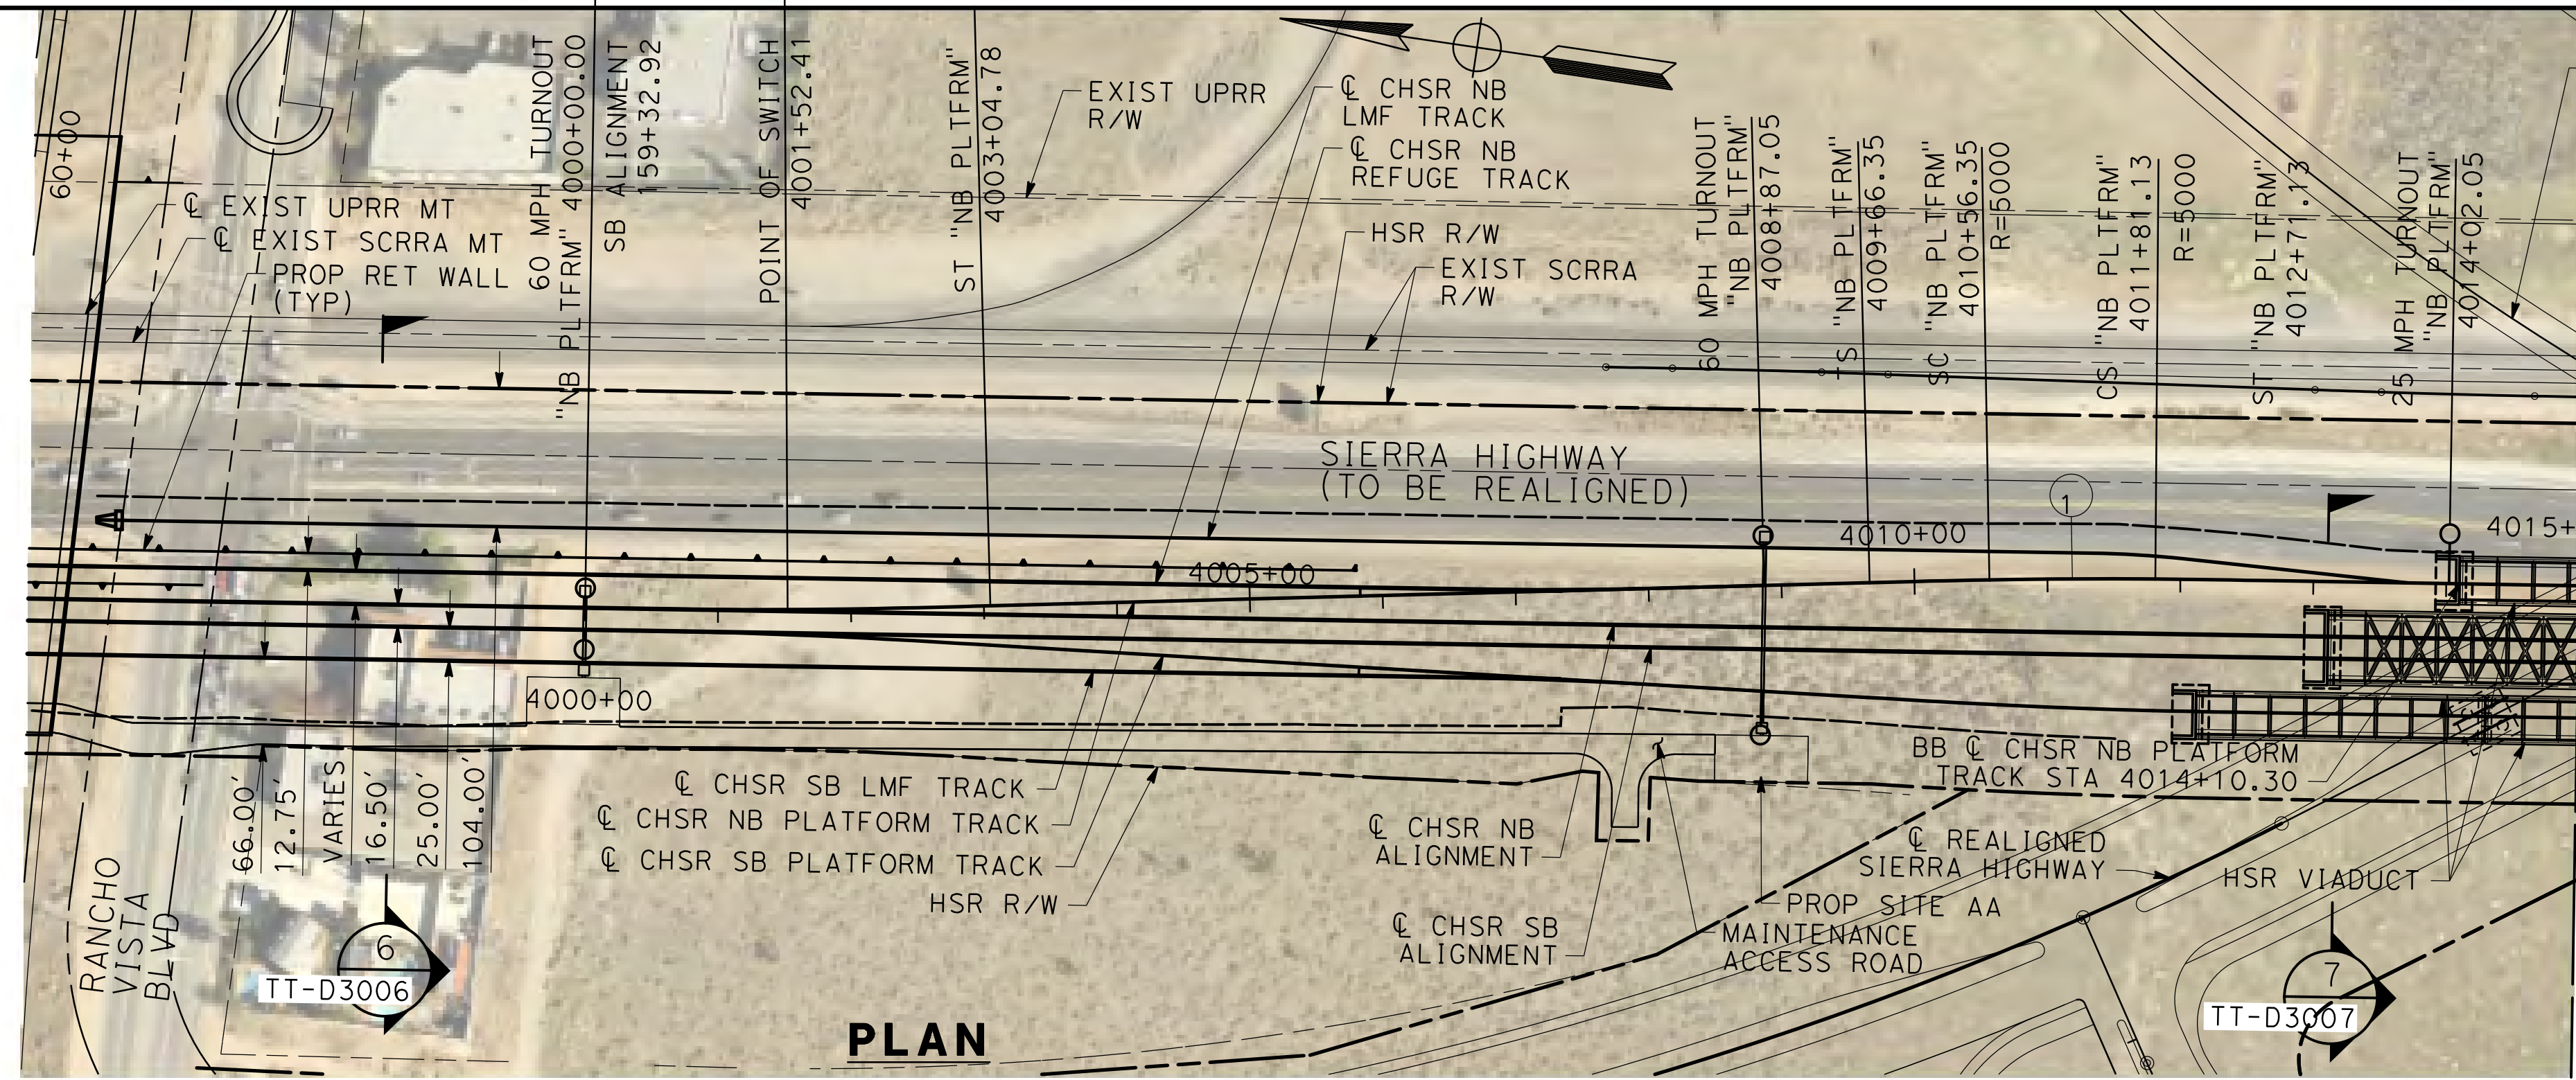 60+00
℄ EXIST UPRR MT
℄ EXIST SCRRA MT
PROP RET WALL
(TYP)
60 MPH TURNOUT
"NB PLTFRM" 4000+00.00
SB ALIGNMENT
159+32.92
POINT OF SWITCH
4001+52.41
ST "NB PLTFRM"
4003+04.78
EXIST UPRR
R/W
℄ CHSR NB
LMF TRACK
℄ CHSR NB
REFUGE TRACK
HSR R/W
EXIST SCRRA
R/W
60 MPH TURNOUT
"NB PLTFRM"
4008+87.05
TS "NB PLTFRM"
4009+66.35
SC "NB PLTFRM"
4010+56.35
R=5000
CS "NB PLTFRM"
4011+81.13
R=5000
ST "NB PLTFRM"
4012+71.13
25 MPH TURNOUT
"NB PLTFRM"
4014+02.05
SIERRA HIGHWAY
(TO BE REALIGNED)
1
4005+00
4010+00
4015+
4000+00
66.00'
12.75'
VARIES
16.50'
25.00'
104.00'
℄ CHSR SB LMF TRACK
℄ CHSR NB PLATFORM TRACK
℄ CHSR SB PLATFORM TRACK
HSR R/W
℄ CHSR NB
ALIGNMENT
℄ CHSR SB
ALIGNMENT
BB ℄ CHSR NB PLATFORM
TRACK STA 4014+10.30
℄ REALIGNED
SIERRA HIGHWAY
HSR VIADUCT
PROP SITE AA
MAINTENANCE
ACCESS ROAD
RANCHO
VISTA
BLVD
6
TT-D3006
7
TT-D3007
PLAN